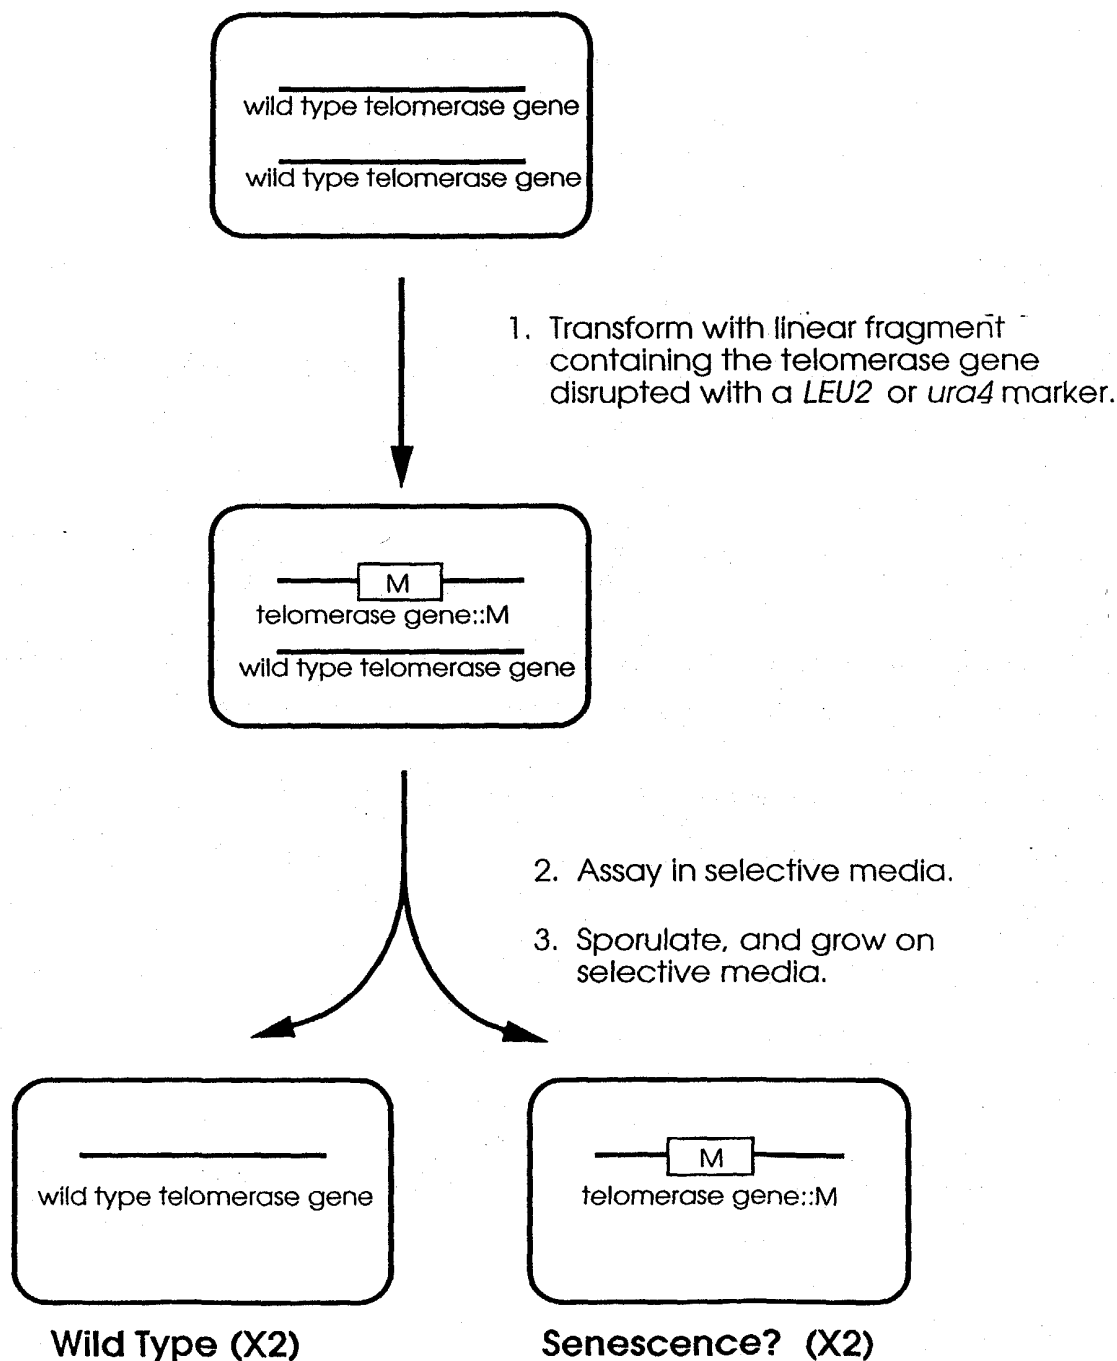 wild type telomerase gene
wild type telomerase gene
1. Transform with linear fragment
containing the telomerase gene
disrupted with a LEU2 or ura4 marker.
M
telomerase gene::M
wild type telomerase gene
2. Assay in selective media.
3. Sporulate, and grow on
selective media.
wild type telomerase gene
M
telomerase gene::M
Wild Type (X2)
Senescence? (X2)